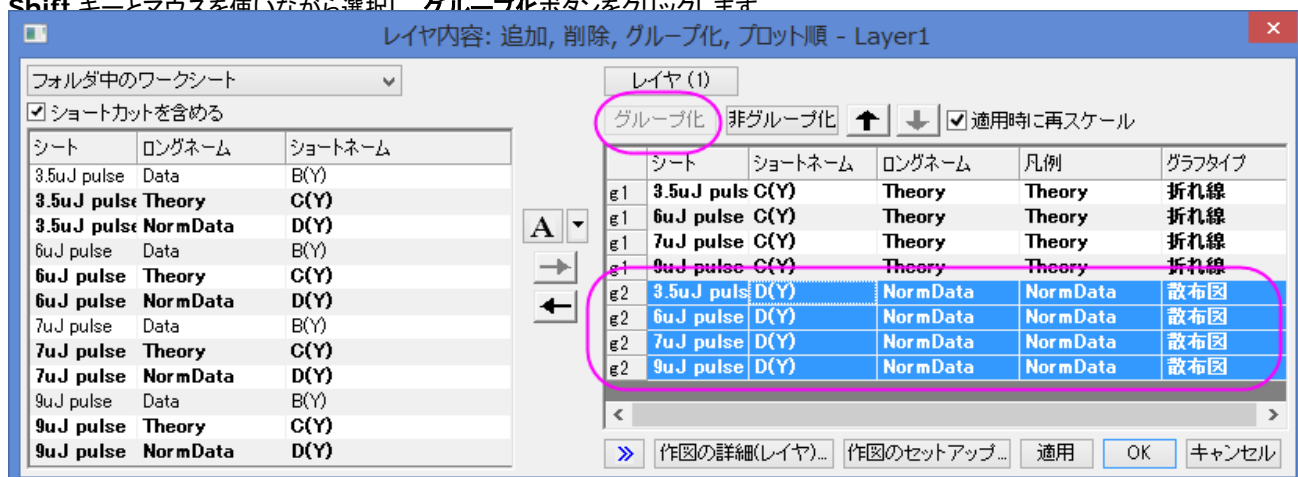 Shift キーとマウスを使いながら選択し、グループ化ボタンをクリックします
レイヤ内容: 追加, 削除, グループ化, プロット順 - Layer1
フォルダ中のワークシート
ショートカットを含める
シート ロングネーム ショートネーム
3.5uJ pulse Data B(Y)
3.5uJ pulse Theory C(Y)
3.5uJ pulse NormData D(Y)
6uJ pulse Data B(Y)
6uJ pulse Theory C(Y)
6uJ pulse NormData D(Y)
7uJ pulse Data B(Y)
7uJ pulse Theory C(Y)
7uJ pulse NormData D(Y)
9uJ pulse Data B(Y)
9uJ pulse Theory C(Y)
9uJ pulse NormData D(Y)
A
レイヤ (1)
グループ化 非グループ化 適用時に再スケール
シート ショートネーム ロングネーム 凡例 グラフタイプ
g1 3.5uJ puls C(Y) Theory Theory 折れ線
g1 6uJ pulse C(Y) Theory Theory 折れ線
g1 7uJ pulse C(Y) Theory Theory 折れ線
g1 9uJ pulse C(Y) Theory Theory 折れ線
g2 3.5uJ puls D(Y) NormData NormData 散布図
g2 6uJ pulse D(Y) NormData NormData 散布図
g2 7uJ pulse D(Y) NormData NormData 散布図
g2 9uJ pulse D(Y) NormData NormData 散布図
作図の詳細(レイヤ)... 作図のセットアップ... 適用 OK キャンセル